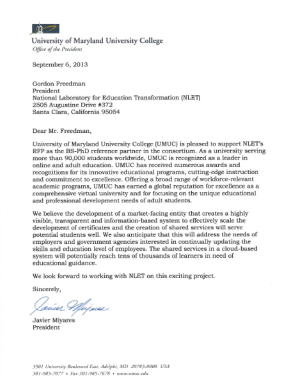 University of Maryland University College
Office of the President
September 6, 2013
Gordon Freedman
President
National Laboratory for Education Transformation (NLET)
2505 Augustine Drive #372
Santa Clara, California 95054
Dear Mr. Freedman,
University of Maryland University College (UMUC) is pleased to support NLET's
RFP as the BS-PhD reference partner in the consortium. As a university serving
more than 90,000 students worldwide, UMUC is recognized as a leader in
online and adult education. UMUC has received numerous awards and
recognitions for its innovative educational programs, cutting-edge instruction
and commitment to excellence. Offering a broad range of workforce-relevant
academic programs, UMUC has earned a global reputation for excellence as a
comprehensive virtual university and for focusing on the unique educational
and professional development needs of adult students.
We believe the development of a market-facing entity that creates a highly
visible, transparent and information-based system to effectively scale the
development of certificates and the creation of shared services will serve
potential students well. We also anticipate that this will address the needs of
employers and government agencies interested in continually updating the
skills and education level of employees. The shared services in a cloud-based
system will potentially reach tens of thousands of learners in need of
educational guidance.
We look forward to working with NLET on this exciting project.
Sincerely,
Javier Miyares
Javier Miyares
President
3501 University Boulevard East, Adelphi, MD 20783-8000 USA
301-985-7077 • Fax 301-985-7678 • www.umuc.edu